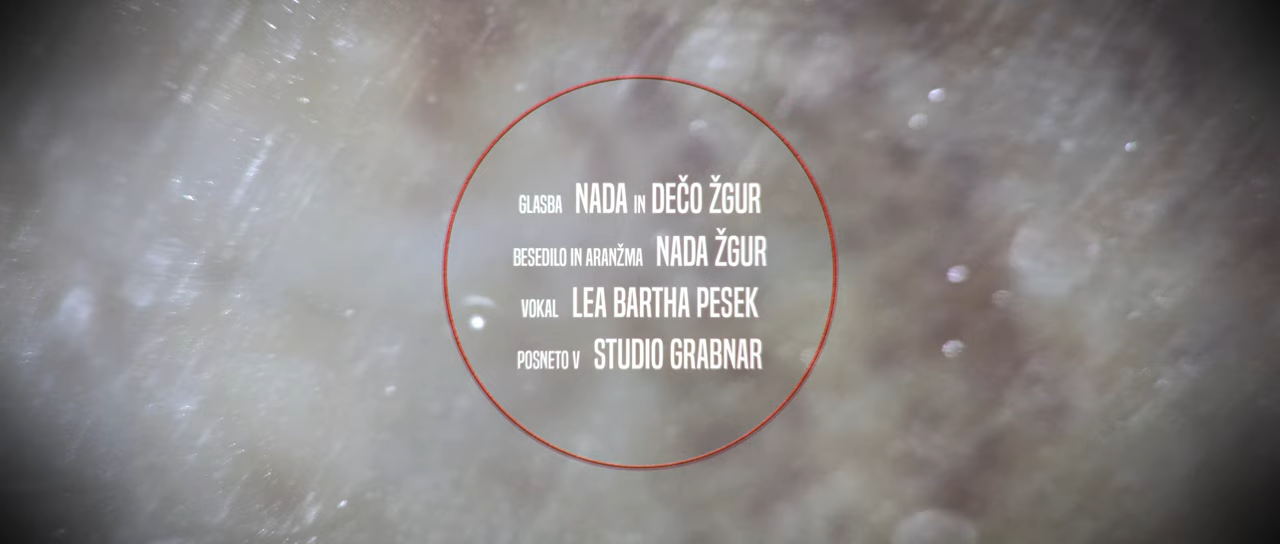 GLASBA NADA IN DEČO ŽGUR
BESEDILO IN ARANŽMA NADA ŽGUR
VOKAL LEA BARTHA PESEK
POSNETO V STUDIO GRABNAR